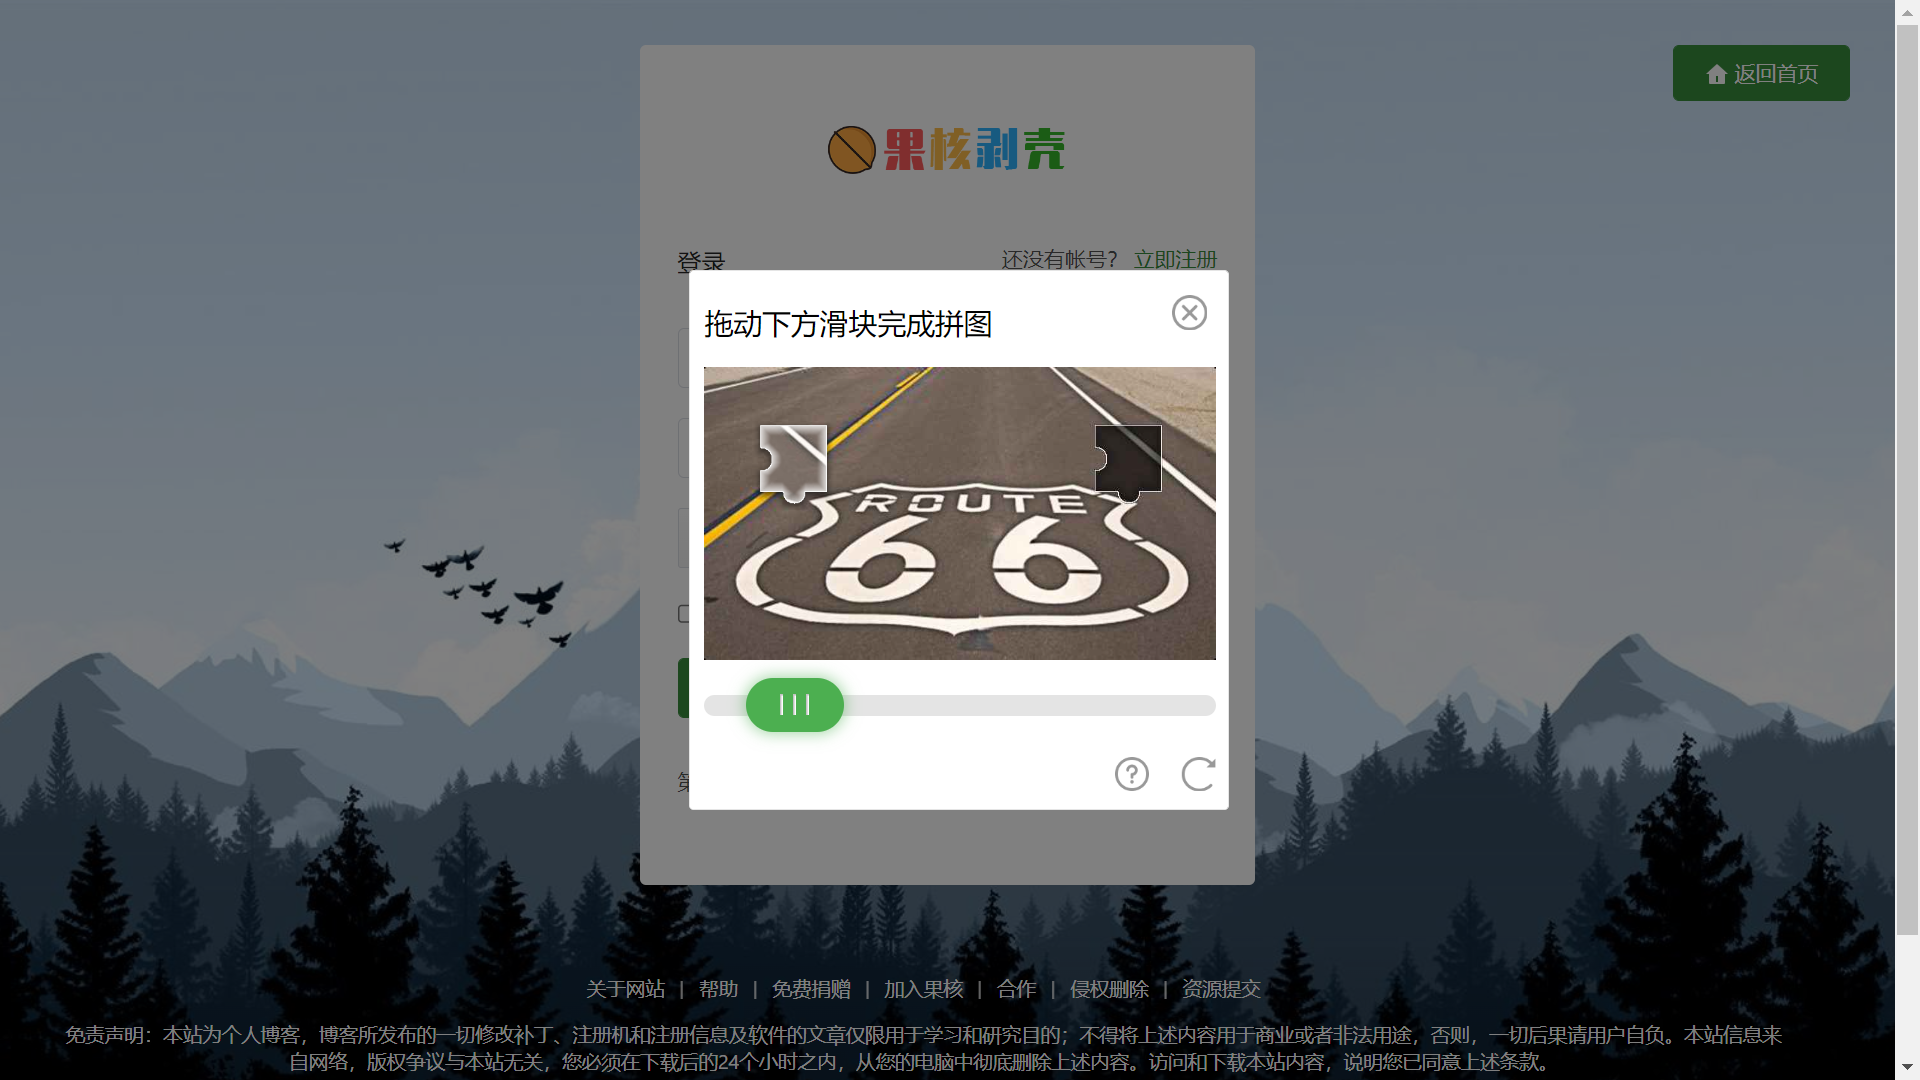 返回首页
果核剥壳
登录
还没有帐号? 立即注册
拖动下方滑块完成拼图
ROUTE
66
第
关于网站 | 帮助 | 免费捐赠 | 加入果核 | 合作 | 侵权删除 | 资源提交
免责声明：本站为个人博客，博客所发布的一切修改补丁、注册机和注册信息及软件的文章仅限用于学习和研究目的；不得将上述内容用于商业或者非法用途，否则，一切后果请用户自负。本站信息来
自网络，版权争议与本站无关，您必须在下载后的24个小时之内，从您的电脑中彻底删除上述内容。访问和下载本站内容，说明您已同意上述条款。